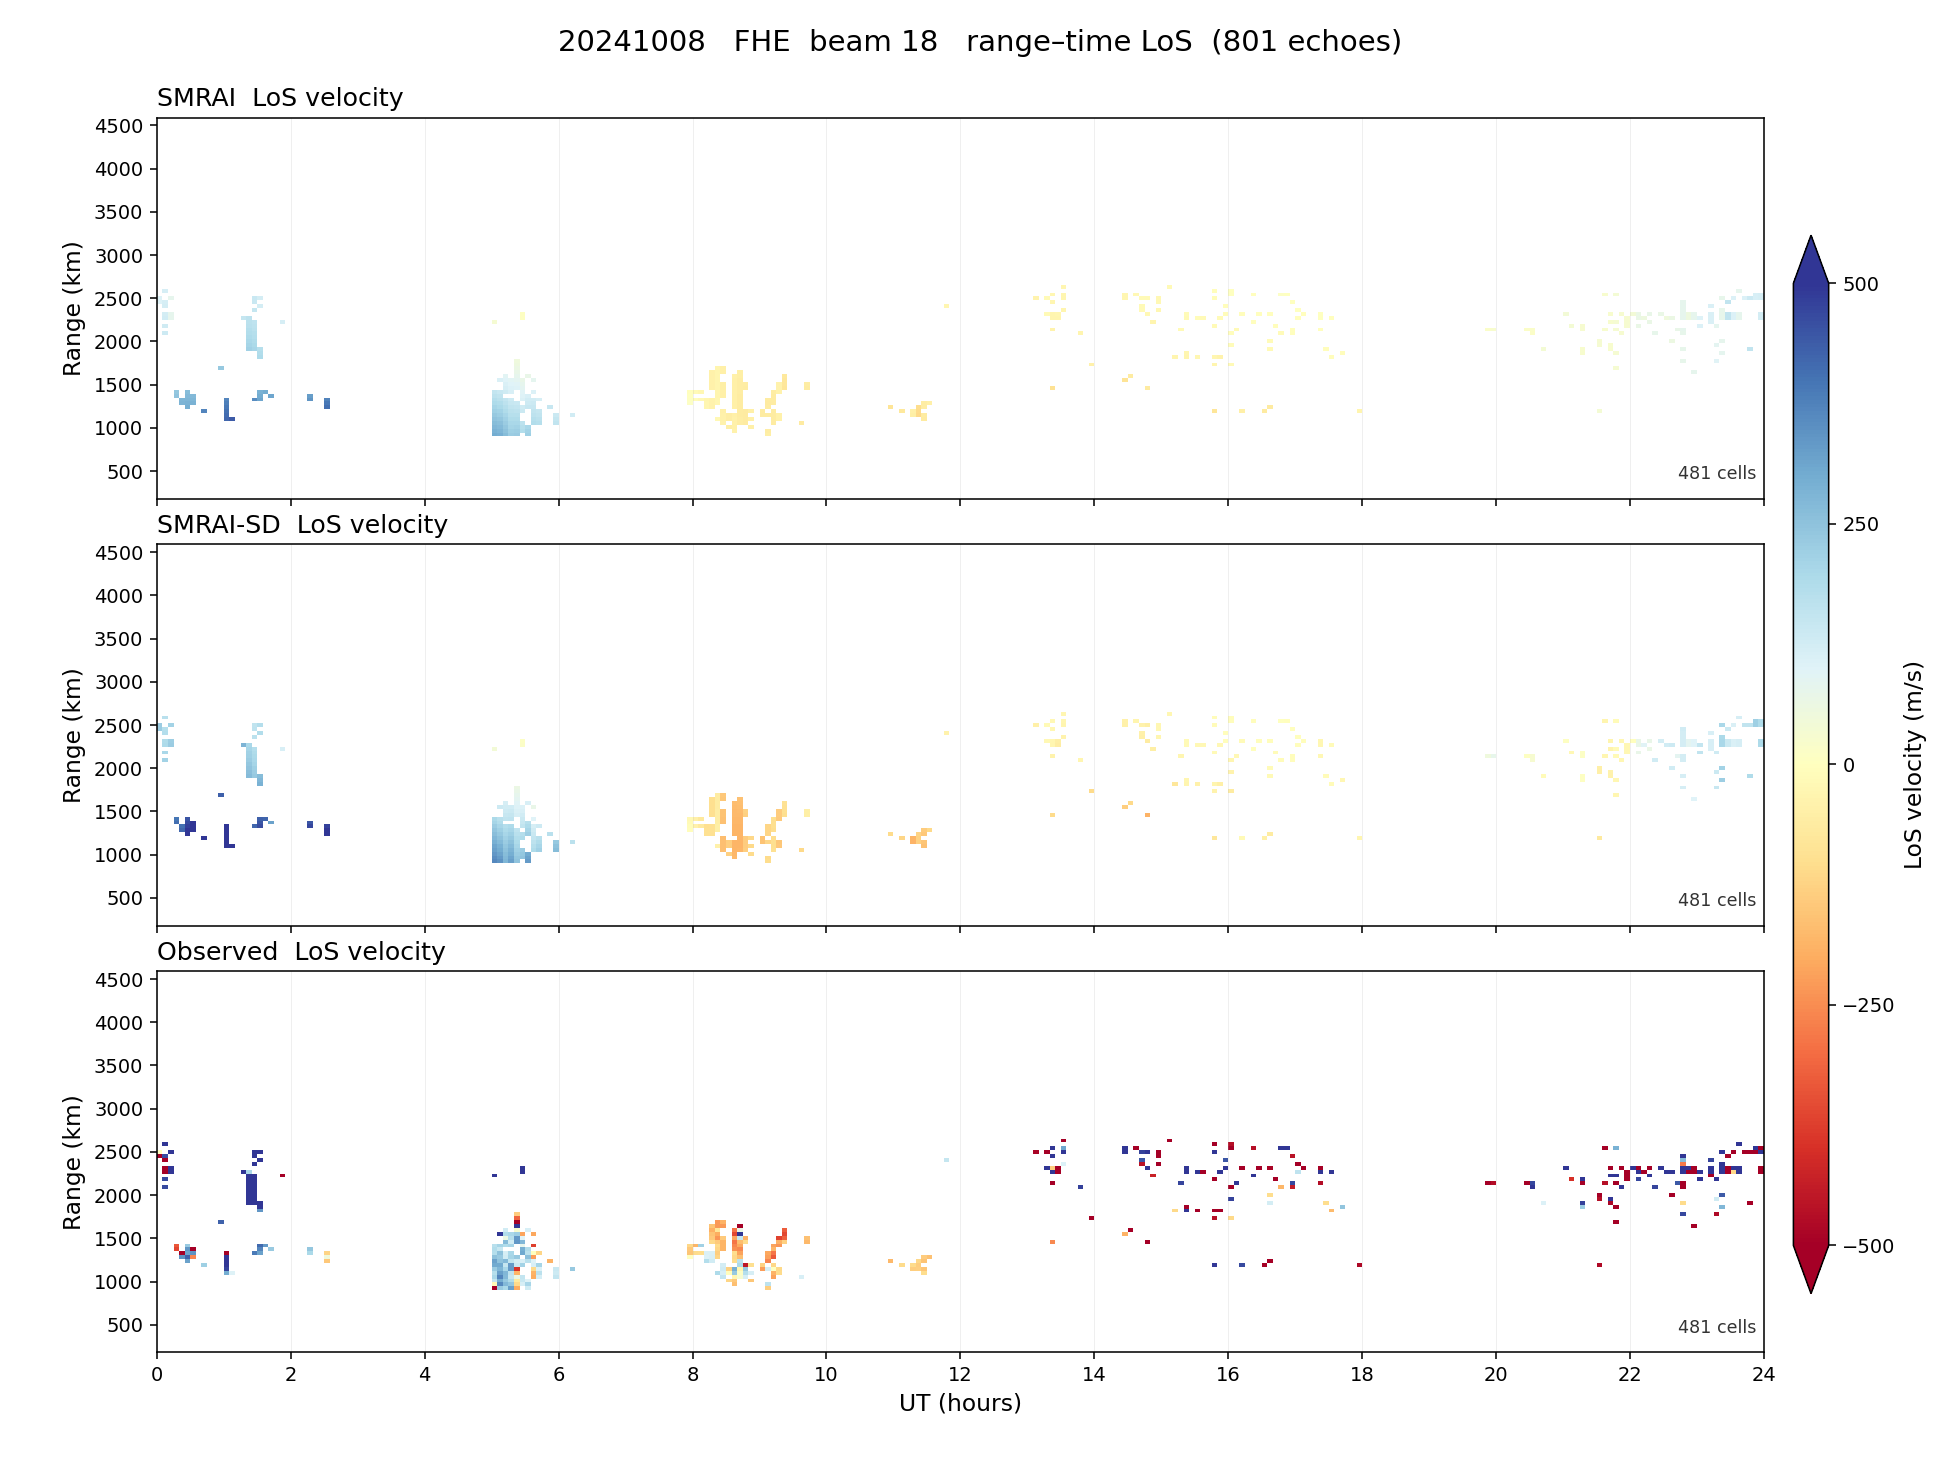 20241008   FHE  beam 18   range–time LoS  (801 echoes)
SMRAI  LoS velocity
4500
4000
3500
3000
2500
2000
1500
1000
500
Range (km)
481 cells
SMRAI-SD  LoS velocity
4500
4000
3500
3000
2500
2000
1500
1000
500
Range (km)
481 cells
Observed  LoS velocity
4500
4000
3500
3000
2500
2000
1500
1000
500
Range (km)
481 cells
0 2 4 6 8 10 12 14 16 18 20 22 24
UT (hours)
500
250
0
−250
−500
LoS velocity (m/s)